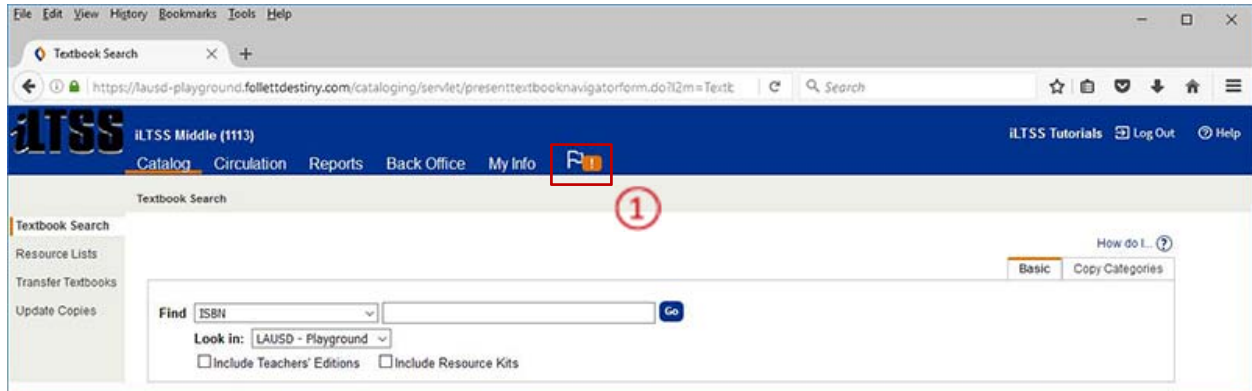 File Edit View History Bookmarks Tools Help
Textbook Search
https://lausd-playground.follettdestiny.com/cataloging/servlet/presenttextbooknavigatorform.do?l2m=Textb
Search
iLTSS
iLTSS Middle (1113)
iLTSS Tutorials Log Out ? Help
Catalog Circulation Reports Back Office My Info !
Textbook Search
1
Textbook Search
How do I... ?
Resource Lists
Basic Copy Categories
Transfer Textbooks
Update Copies
Find ISBN Go
Look in: LAUSD - Playground
Include Teachers' Editions Include Resource Kits